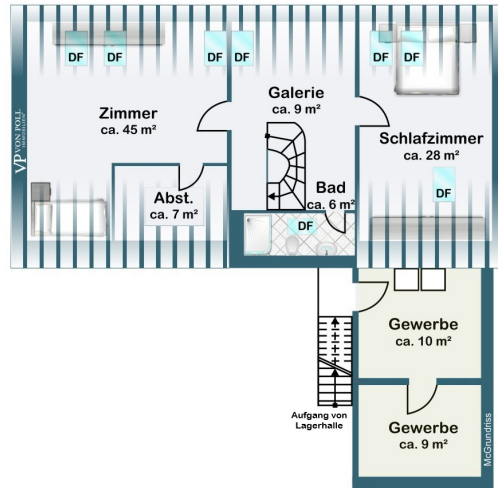 DF
DF
DF
DF
DF
DF
Zimmer
ca. 45 m²
Galerie
ca. 9 m²
Schlafzimmer
ca. 28 m²
DF
Abst.
ca. 7 m²
Bad
ca. 6 m²
DF
VP VON POLL
IMMOBILIEN
Gewerbe
ca. 10 m²
Aufgang von
Lagerhalle
Gewerbe
ca. 9 m²
McGrundriss